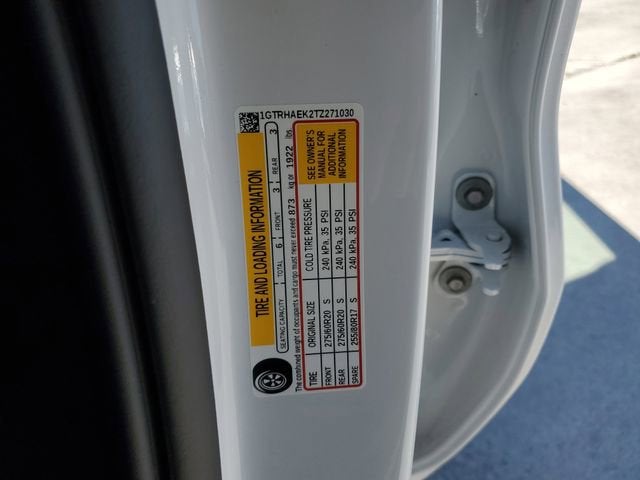 1GTRHAEK2TZ271030
TIRE AND LOADING INFORMATION
SEATING CAPACITY TOTAL 6 FRONT 3 REAR 3
The combined weight of occupants and cargo must never exceed 873 kg or 1922 lbs.
TIRE ORIGINAL SIZE COLD TIRE PRESSURE
FRONT 275/60R20 S 240 kPa, 35 PSI
REAR 275/60R20 S 240 kPa, 35 PSI
SPARE 255/80R17 S 240 kPa, 35 PSI
SEE OWNER'S
MANUAL FOR
ADDITIONAL
INFORMATION